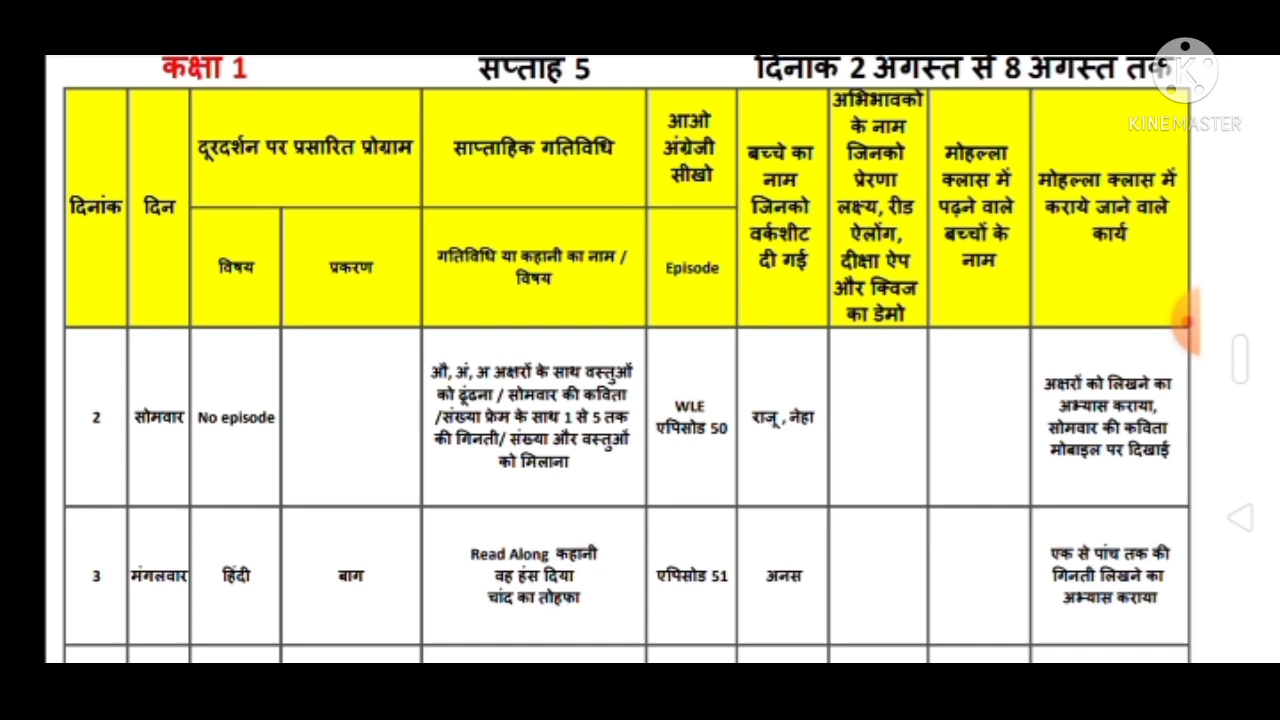 कक्षा 1 सप्ताह 5 दिनाक 2 अगस्त से 8 अगस्त तक
K
KINEMASTER
दिनांक
दिन
दूरदर्शन पर प्रसारित प्रोग्राम
विषय
प्रकरण
साप्ताहिक गतिविधि
गतिविधि या कहानी का नाम /
विषय
आओ
अंग्रेजी
सीखो
Episode
बच्चे का
नाम
जिनको
वर्कशीट
दी गई
अभिभावको
के नाम
जिनको
प्रेरणा
लक्ष्य, रीड
ऐलोंग,
दीक्षा ऐप
और क्विज
का डेमो
मोहल्ला
क्लास में
पढ़ने वाले
बच्चों के
नाम
मोहल्ला क्लास में
कराये जाने वाले
कार्य
2
सोमवार
No episode
औ, अं, अ अक्षरों के साथ वस्तुओं
को ढूंढना / सोमवार की कविता
/संख्या फ्रेम के साथ 1 से 5 तक
की गिनती/ संख्या और वस्तुओं
को मिलाना
WLE
एपिसोड 50
राजू , नेहा
अक्षरों को लिखने का
अभ्यास कराया,
सोमवार की कविता
मोबाइल पर दिखाई
3
मंगलवार
हिंदी
बाग
Read Along कहानी
वह हंस दिया
चांद का तोहफा
एपिसोड 51
अनस
एक से पांच तक की
गिनती लिखने का
अभ्यास कराया